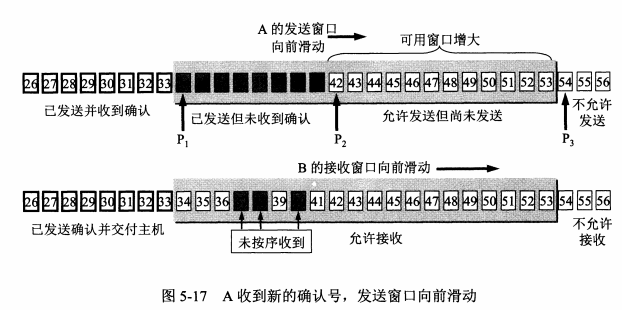 A 的发送窗口
向前滑动
可用窗口增大
26 27 28 29 30 31 32 33 42 43 44 45 46 47 48 49 50 51 52 53 54 55 56
已发送并收到确认
已发送但未收到确认
允许发送但尚未发送
不允许
发送
P1
P2
P3
B 的接收窗口向前滑动
26 27 28 29 30 31 32 33 34 35 36 39 41 42 43 44 45 46 47 48 49 50 51 52 53 54 55 56
已发送确认并交付主机
未按序收到
允许接收
不允许
接收
图 5-17 A 收到新的确认号，发送窗口向前滑动